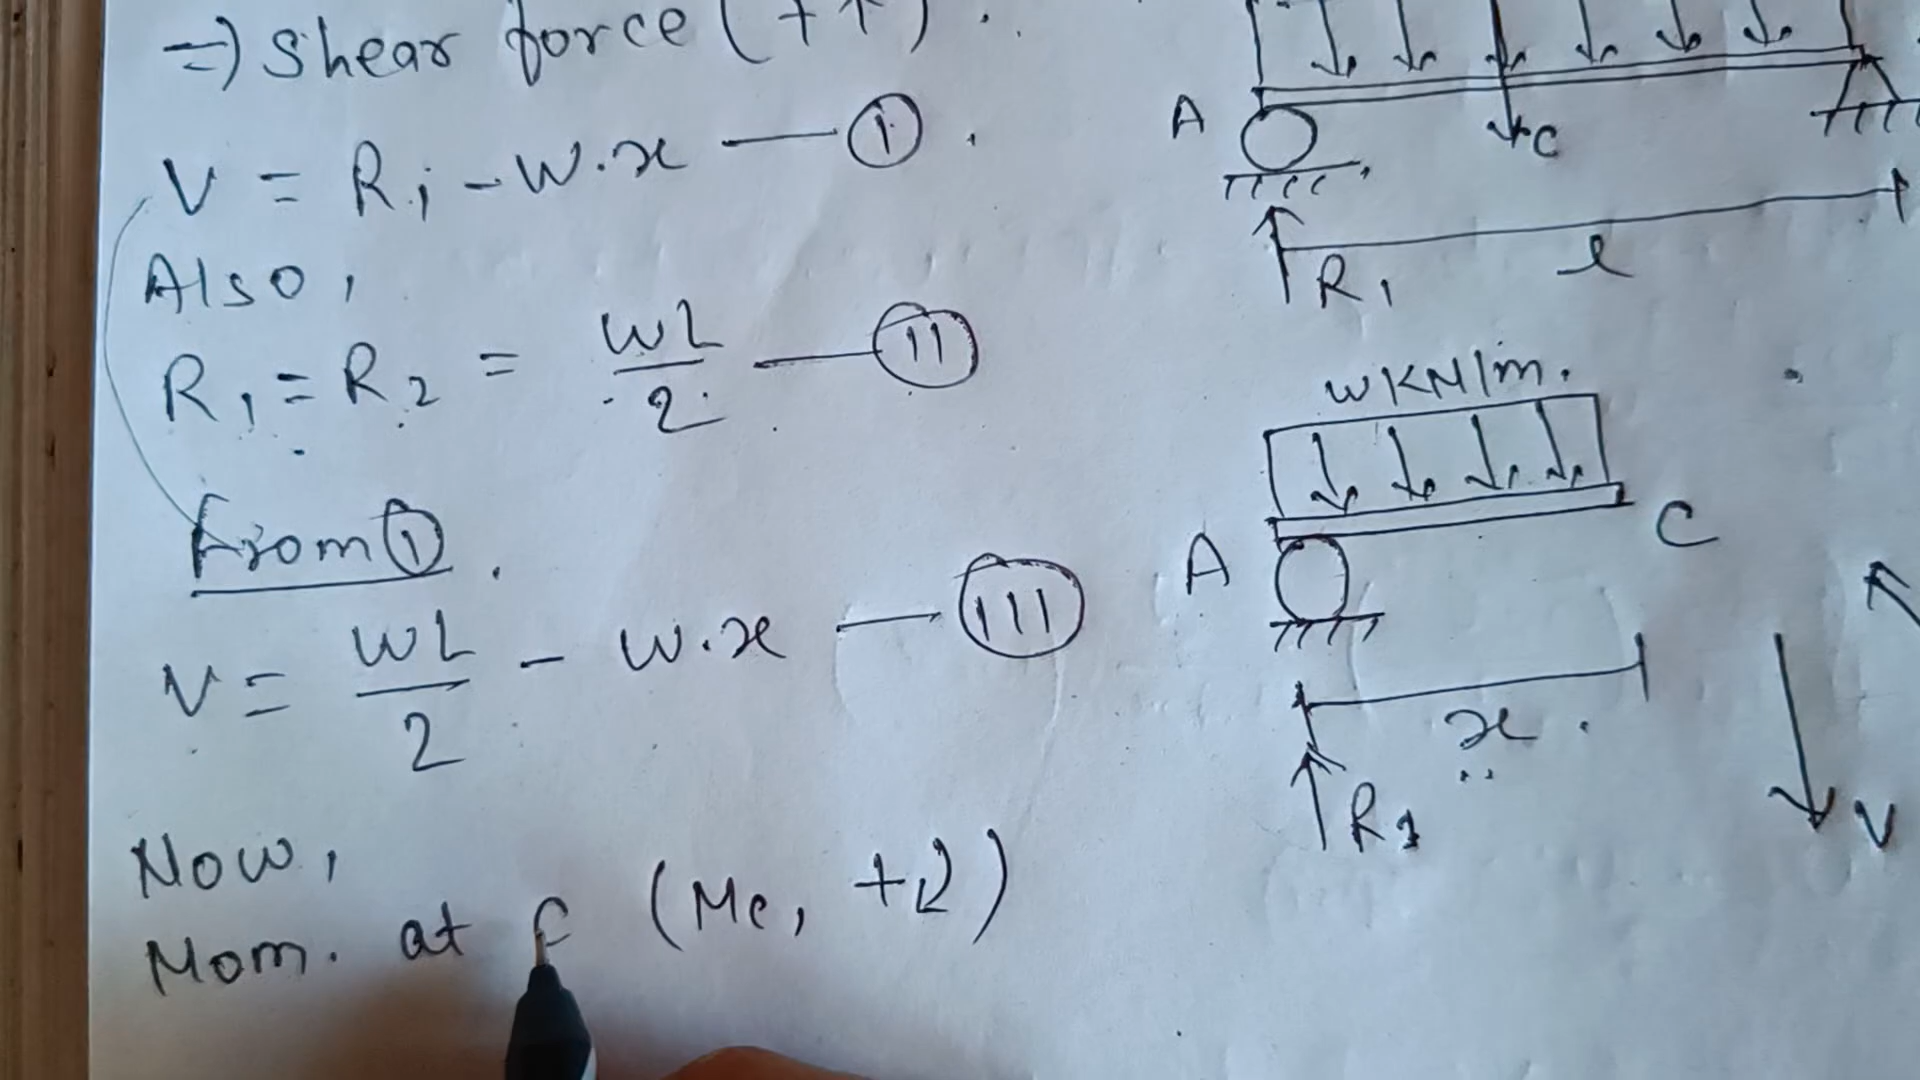 => Shear force (+↑).
V = R₁ - W.x — (I).
Also,
R₁ = R₂ = WL/2 — (II)
From (I).
V = WL/2 - W.x — (III)
Now,
Mom. at C (Mc, +↻)
A
C
R₁
l
WKN/m.
A
C
x.
R₁
V